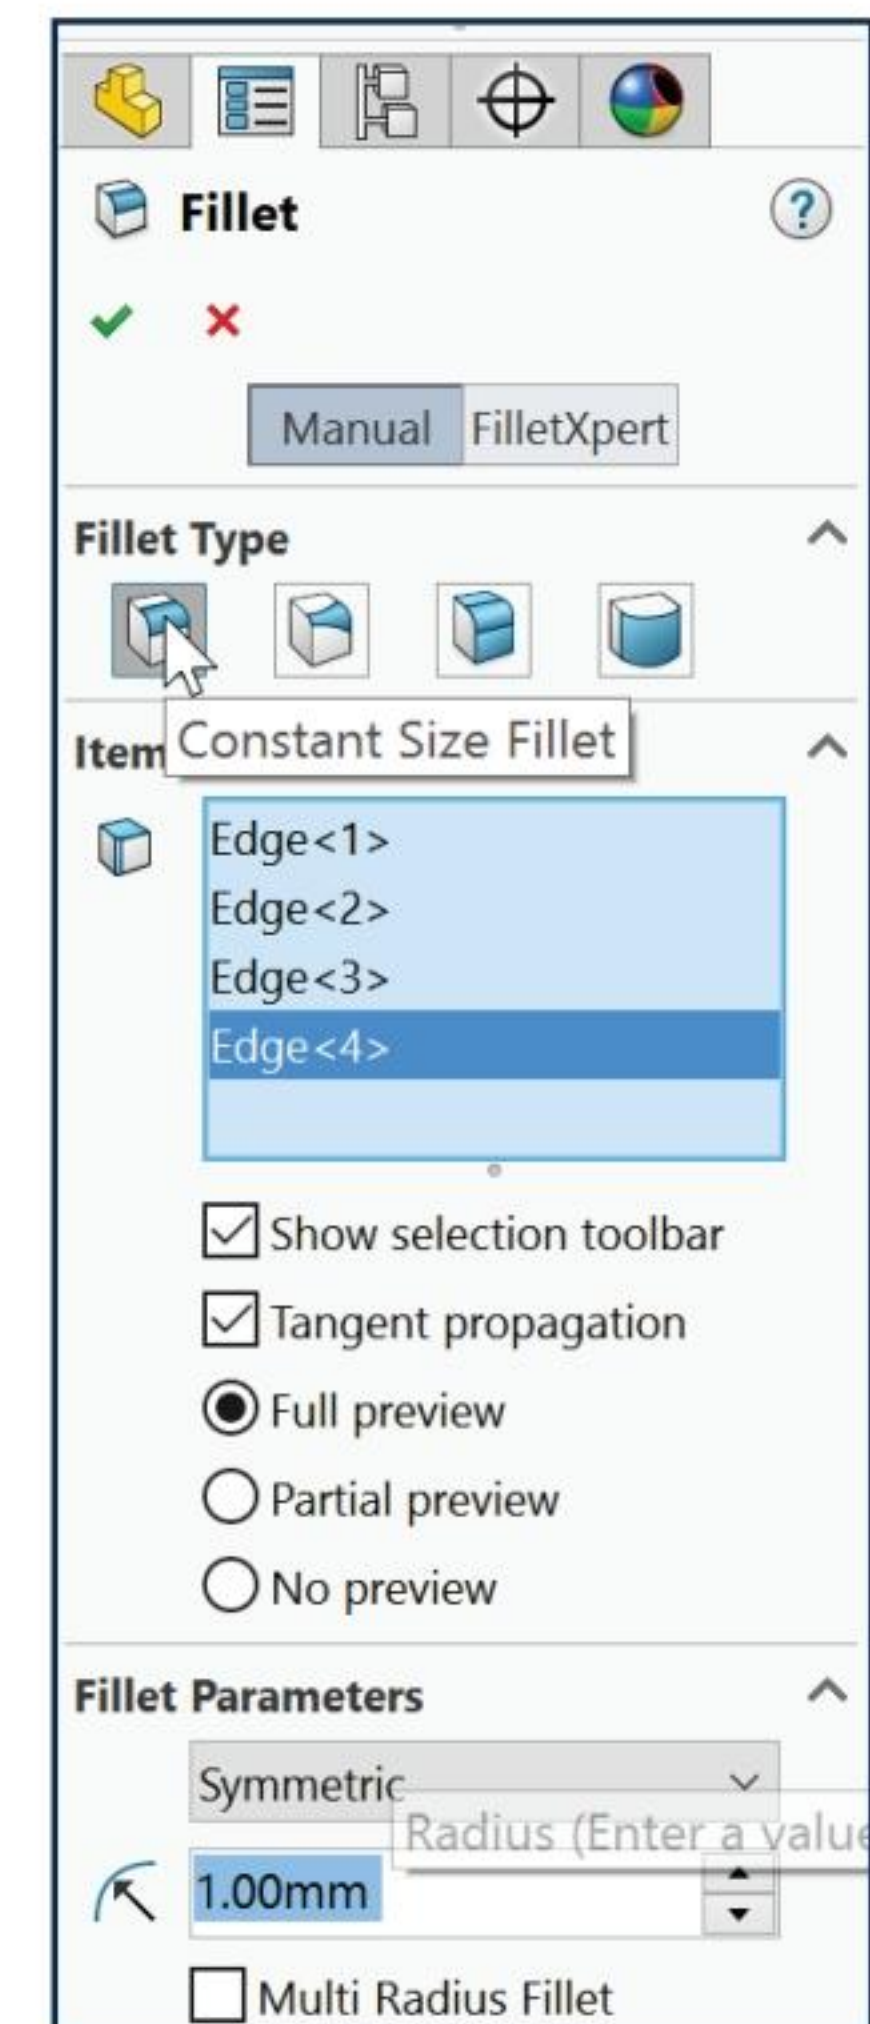 Fillet
?
Manual FilletXpert
Fillet Type
Item
Constant Size Fillet
Edge<1>
Edge<2>
Edge<3>
Edge<4>
Show selection toolbar
Tangent propagation
Full preview
Partial preview
No preview
Fillet Parameters
Symmetric
Radius (Enter a value
1.00mm
Multi Radius Fillet